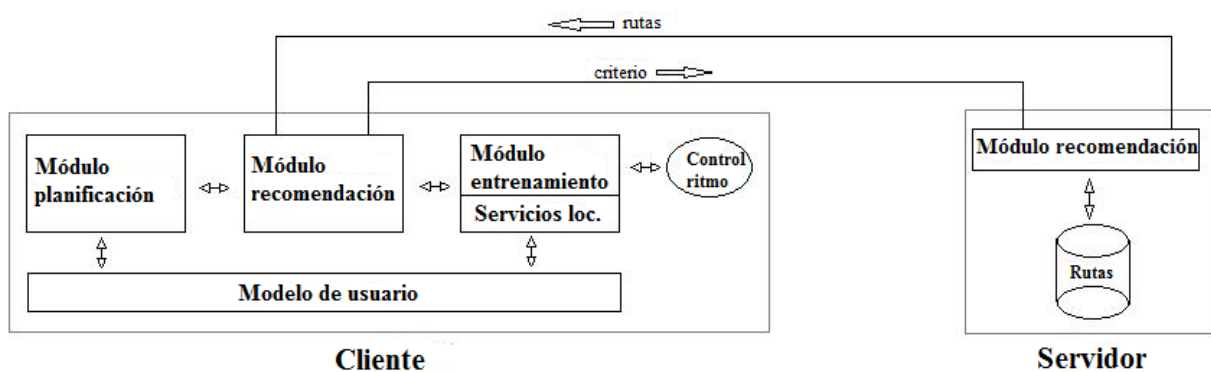 rutas
criterio
Módulo
planificación
Módulo
recomendación
Módulo
entrenamiento
Servicios loc.
Control
ritmo
Modelo de usuario
Cliente
Módulo recomendación
Rutas
Servidor